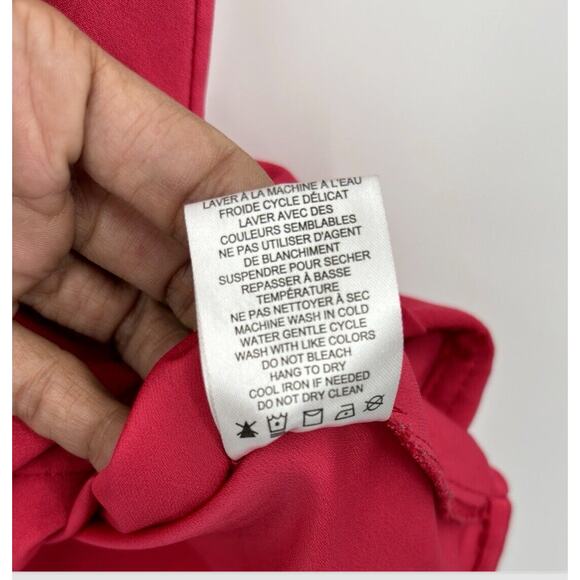 LAVER À LA MACHINE À L'EAU
FROIDE CYCLE DÉLICAT
LAVER AVEC DES
COULEURS SEMBLABLES
NE PAS UTILISER D'AGENT
DE BLANCHIMENT
SUSPENDRE POUR SECHER
REPASSER À BASSE
TEMPÉRATURE
NE PAS NETTOYER À SEC
MACHINE WASH IN COLD
WATER GENTLE CYCLE
WASH WITH LIKE COLORS
DO NOT BLEACH
HANG TO DRY
COOL IRON IF NEEDED
DO NOT DRY CLEAN